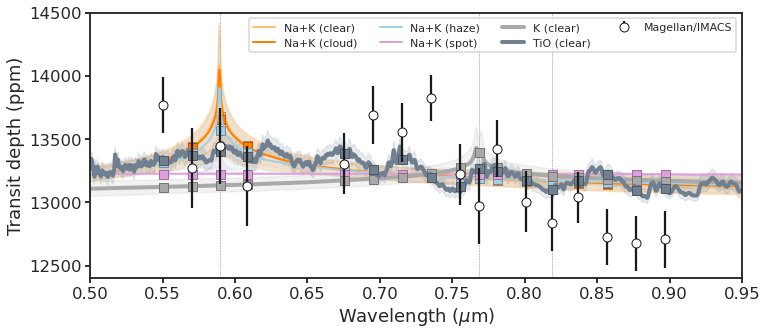 Transit depth (ppm)
14500
14000
13500
13000
12500
Na+K (clear)
Na+K (cloud)
Na+K (haze)
Na+K (spot)
K (clear)
TiO (clear)
Magellan/IMACS
0.50 0.55 0.60 0.65 0.70 0.75 0.80 0.85 0.90 0.95
Wavelength (μm)